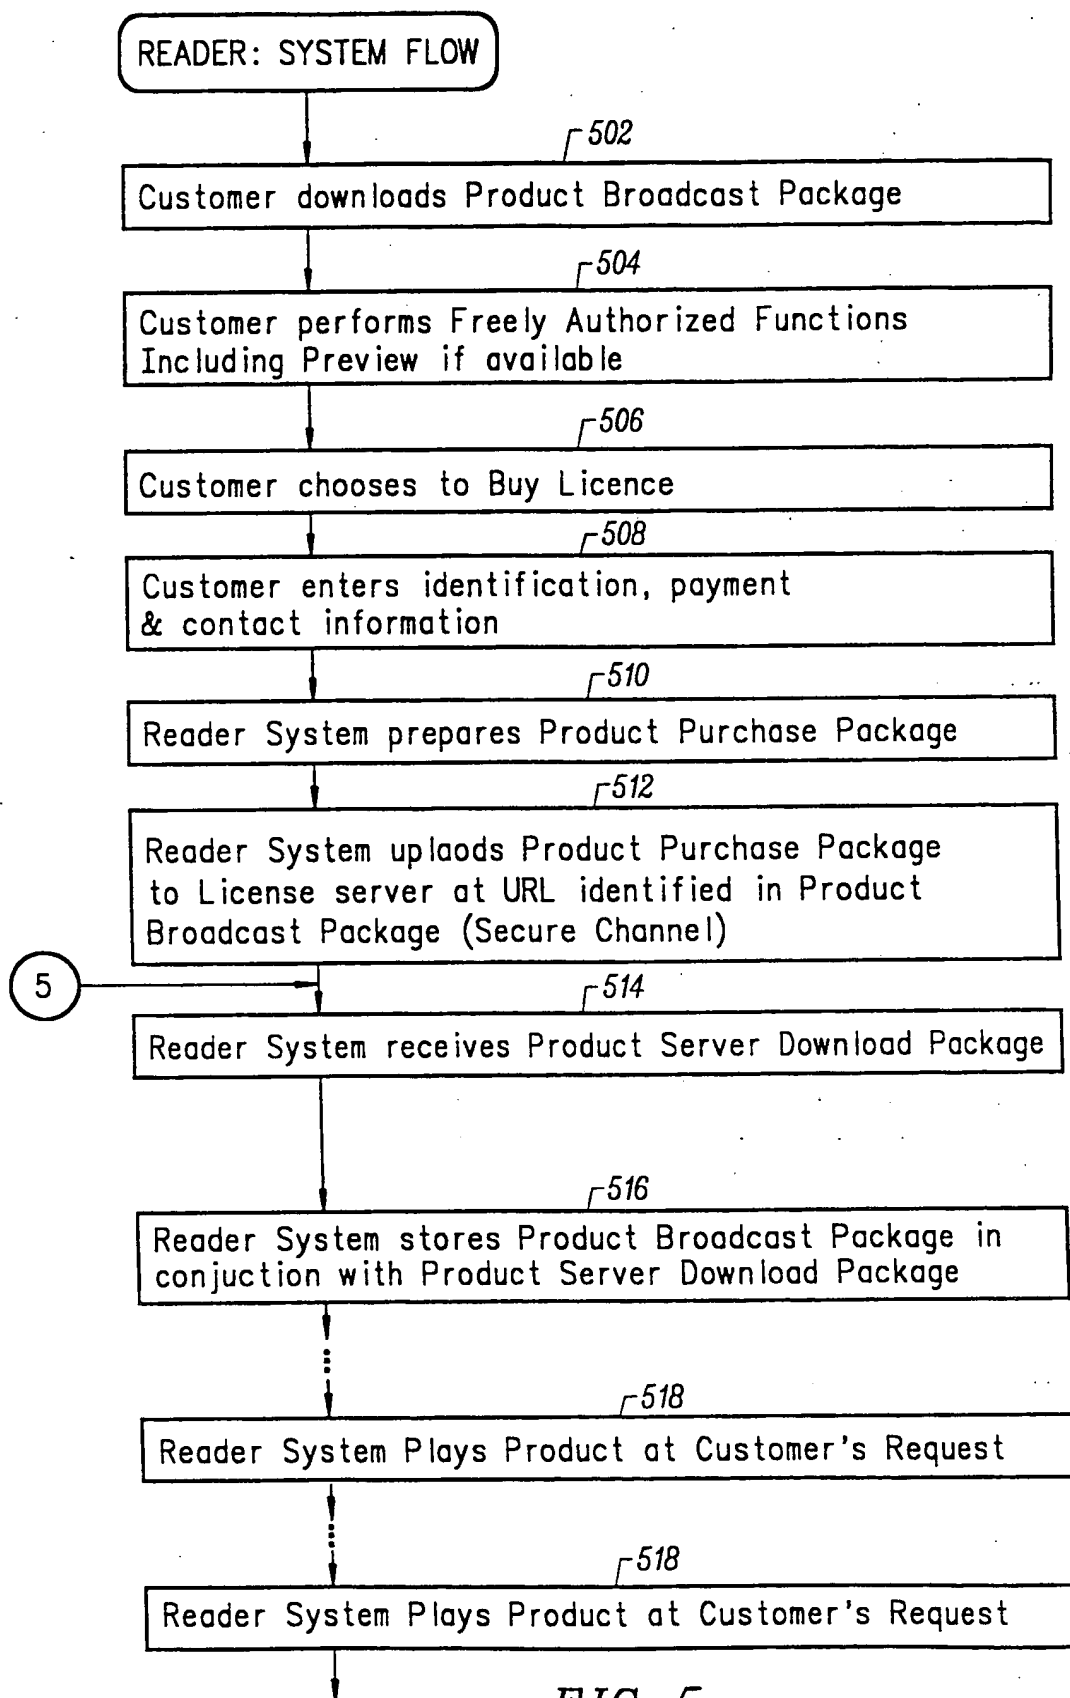 READER: SYSTEM FLOW
502
Customer downloads Product Broadcast Package
504
Customer performs Freely Authorized Functions
Including Preview if available
506
Customer chooses to Buy Licence
508
Customer enters identification, payment
& contact information
510
Reader System prepares Product Purchase Package
512
Reader System uplaods Product Purchase Package
to License server at URL identified in Product
Broadcast Package (Secure Channel)
5
514
Reader System receives Product Server Download Package
516
Reader System stores Product Broadcast Package in
conjuction with Product Server Download Package
518
Reader System Plays Product at Customer's Request
518
Reader System Plays Product at Customer's Request
FIG. 5